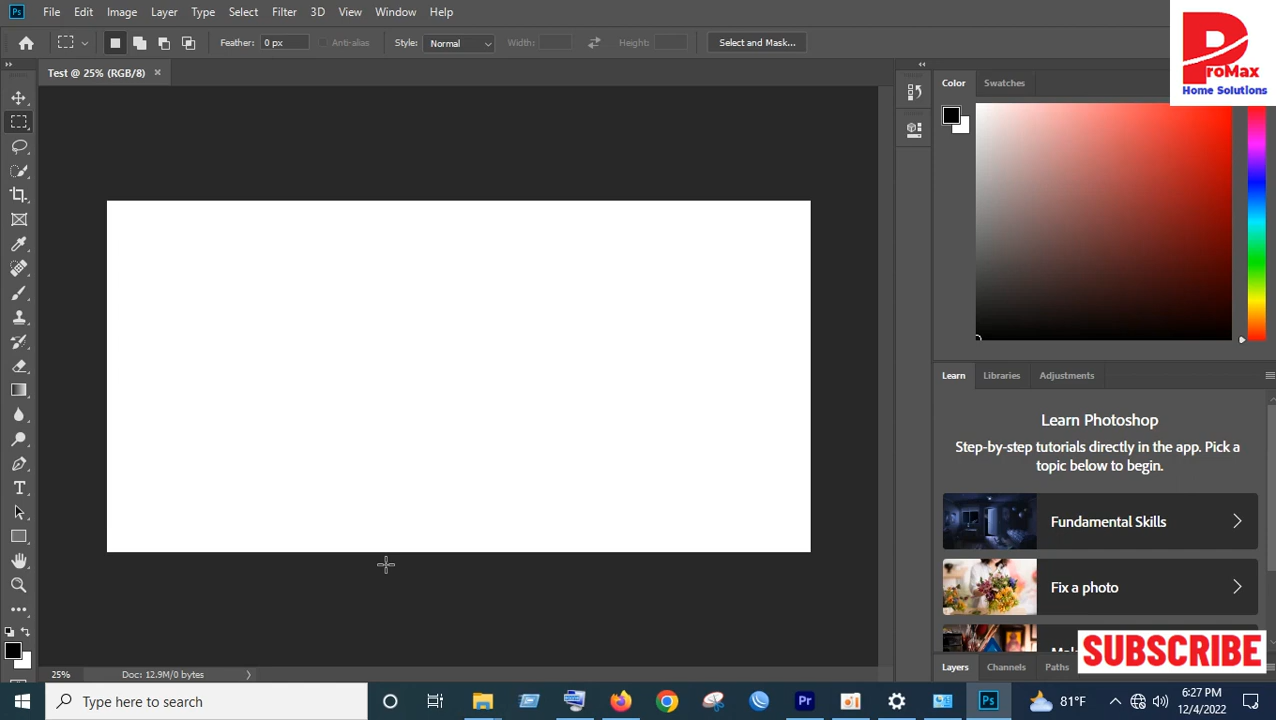 Ps File Edit Image Layer Type Select Filter 3D View Window Help
Feather: 0 px Anti-alias Style: Normal Width: Height: Select and Mask...
ProMax
Home Solutions
Test @ 25% (RGB/8)
Color Swatches
Learn Libraries Adjustments
Learn Photoshop
Step-by-step tutorials directly in the app. Pick a
topic below to begin.
Fundamental Skills
Fix a photo
SUBSCRIBE
Layers Channels Paths
25% Doc: 12.9M/0 bytes
Type here to search
Pr
Ps
81°F
6:27 PM
12/4/2022